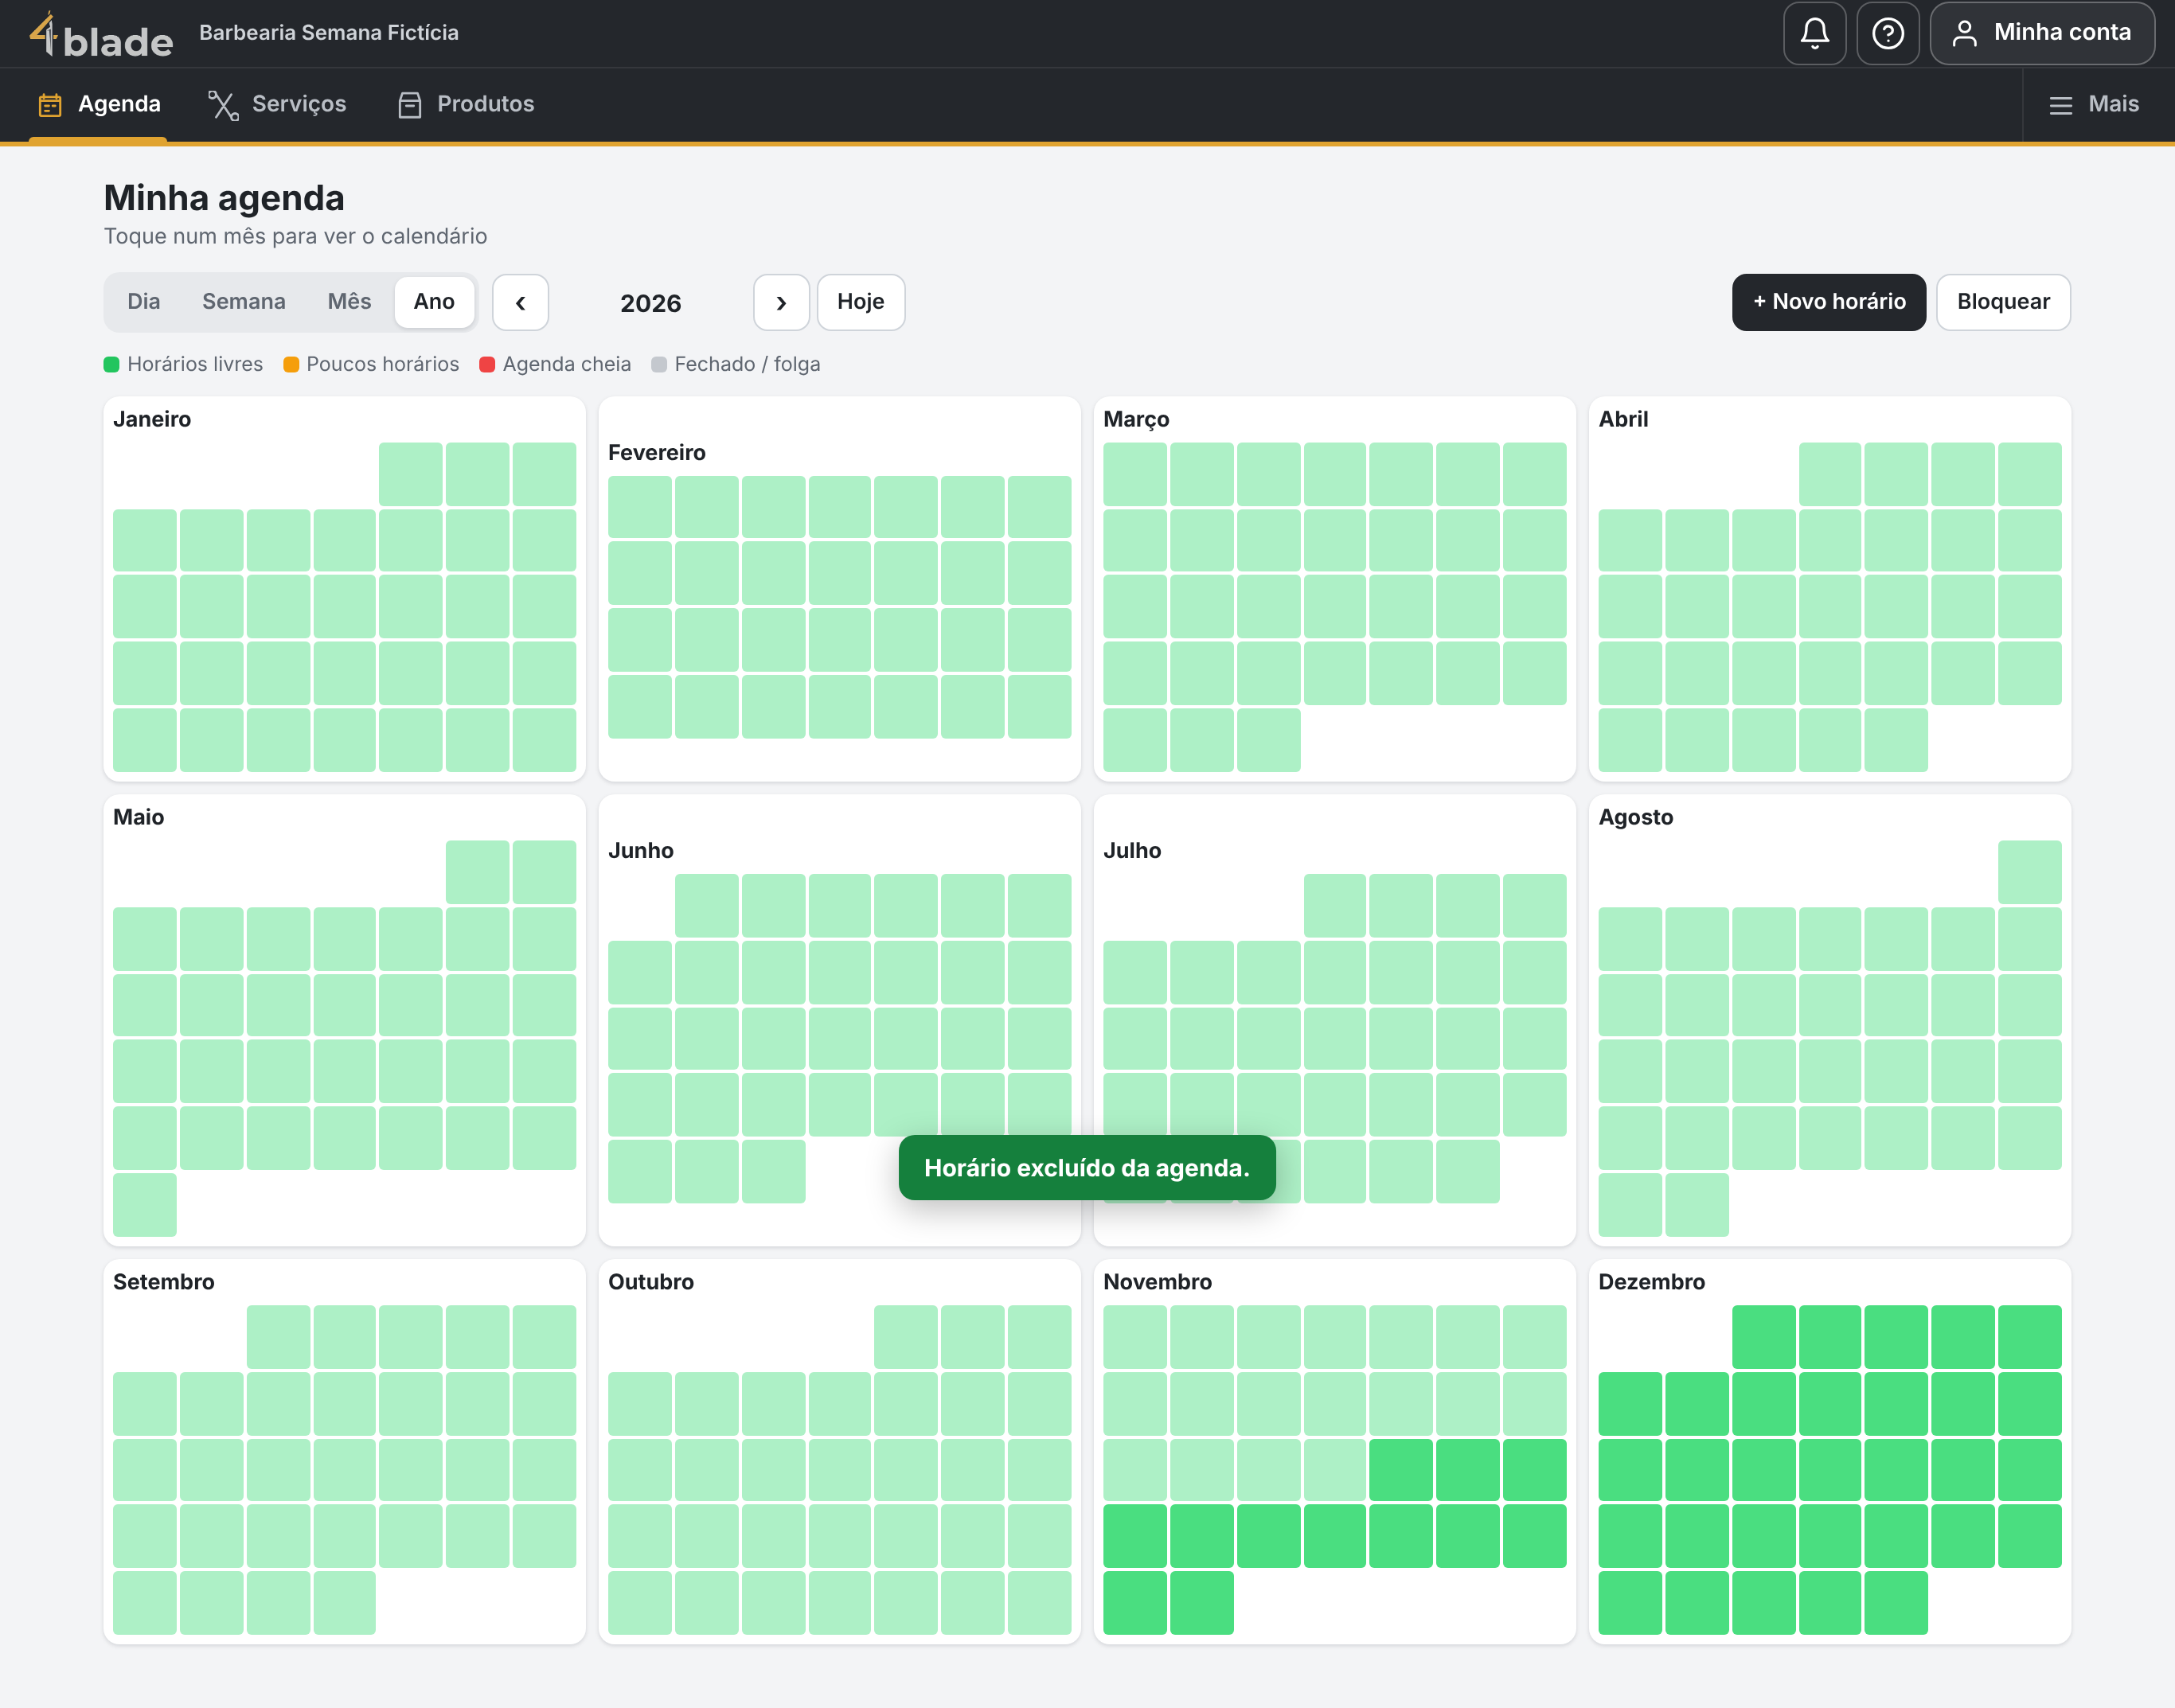 4blade
Barbearia Semana Fictícia
Minha conta
Agenda
Serviços
Produtos
Mais
Minha agenda
Toque num mês para ver o calendário
Dia
Semana
Mês
Ano
‹
2026
›
Hoje
+ Novo horário
Bloquear
Horários livres
Poucos horários
Agenda cheia
Fechado / folga
Janeiro
Fevereiro
Março
Abril
Maio
Junho
Julho
Agosto
Horário excluído da agenda.
Setembro
Outubro
Novembro
Dezembro